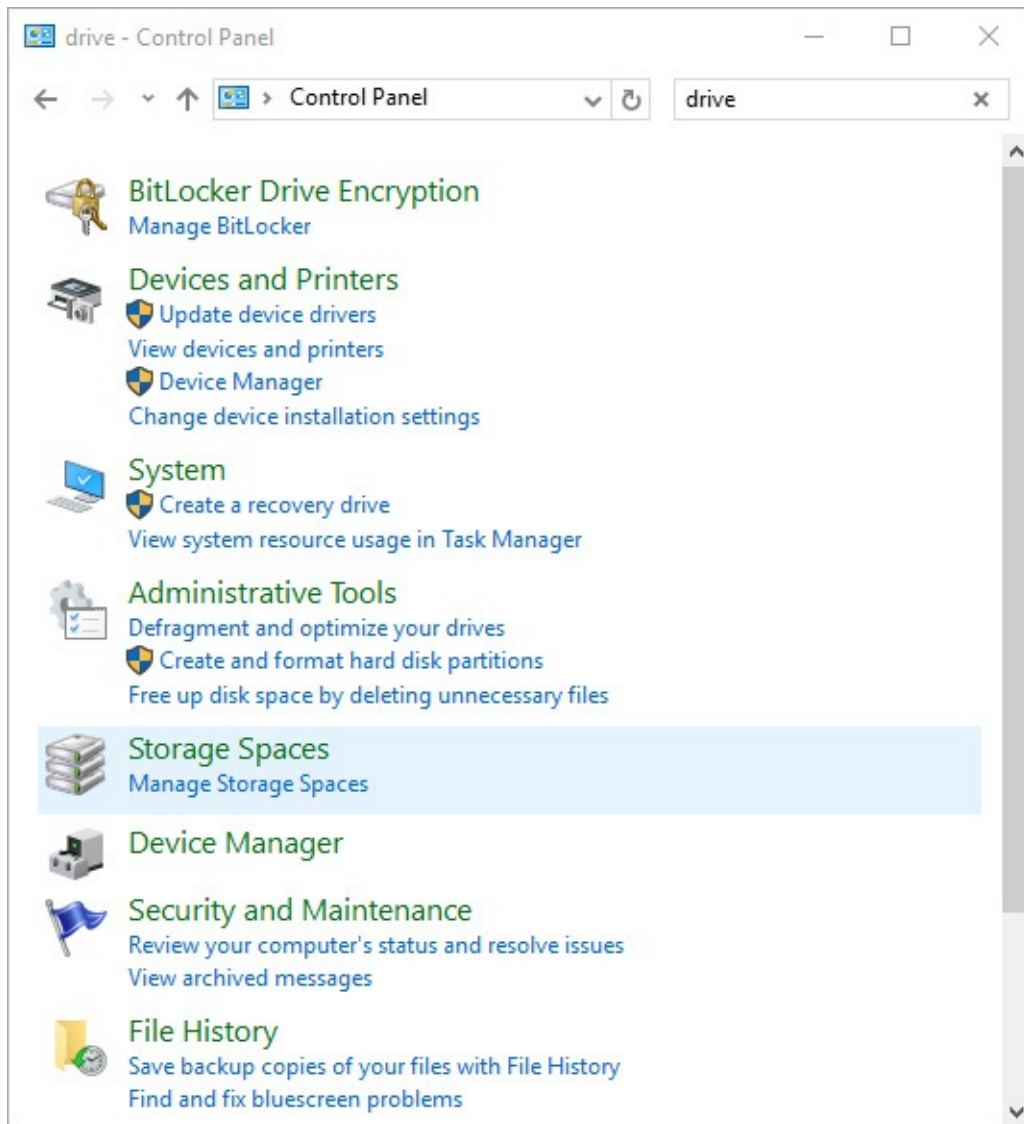 drive - Control Panel
Control Panel
drive
BitLocker Drive Encryption
Manage BitLocker
Devices and Printers
Update device drivers
View devices and printers
Device Manager
Change device installation settings
System
Create a recovery drive
View system resource usage in Task Manager
Administrative Tools
Defragment and optimize your drives
Create and format hard disk partitions
Free up disk space by deleting unnecessary files
Storage Spaces
Manage Storage Spaces
Device Manager
Security and Maintenance
Review your computer's status and resolve issues
View archived messages
File History
Save backup copies of your files with File History
Find and fix bluescreen problems